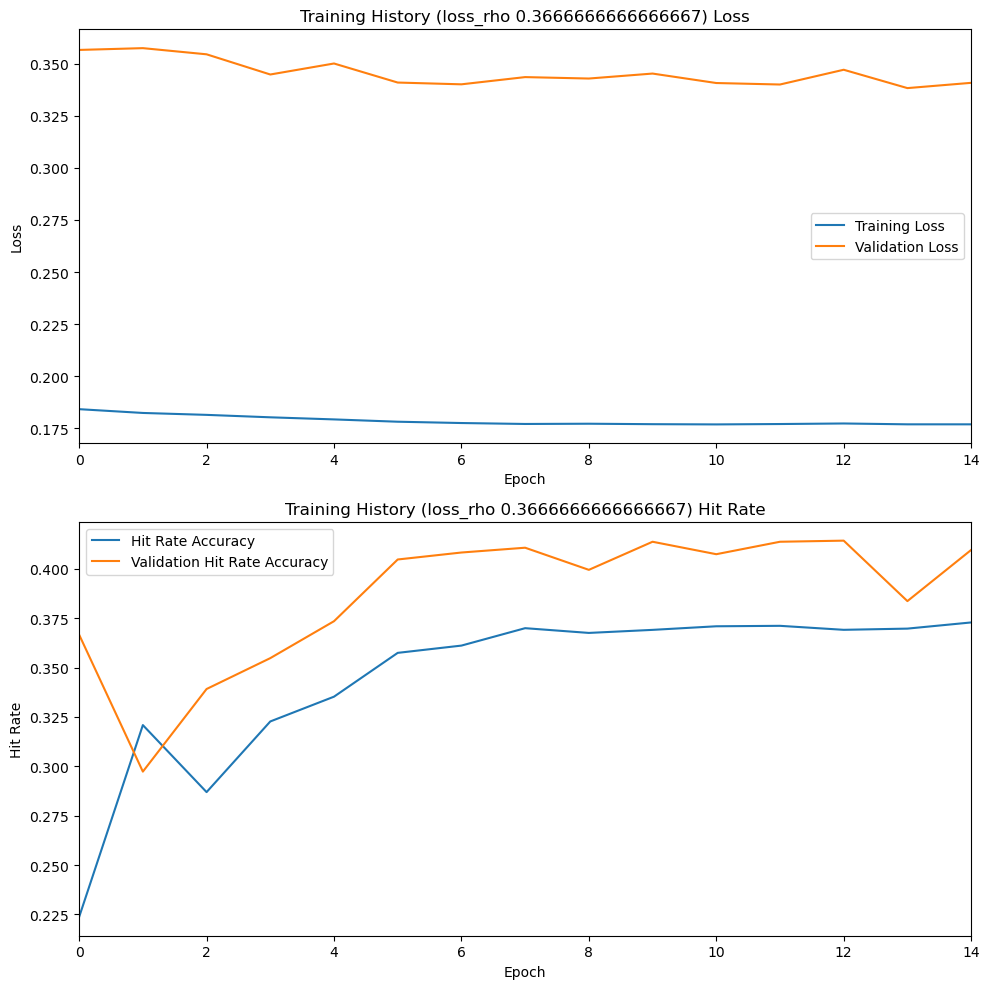 Training History (loss_rho 0.3666666666666667) Loss
0.350
0.325
0.300
0.275
0.250
0.225
0.200
0.175
Loss
Training Loss
Validation Loss
0 2 4 6 8 10 12 14
Epoch
Training History (loss_rho 0.3666666666666667) Hit Rate
Hit Rate Accuracy
Validation Hit Rate Accuracy
0.400
0.375
0.350
0.325
0.300
0.275
0.250
0.225
Hit Rate
0 2 4 6 8 10 12 14
Epoch